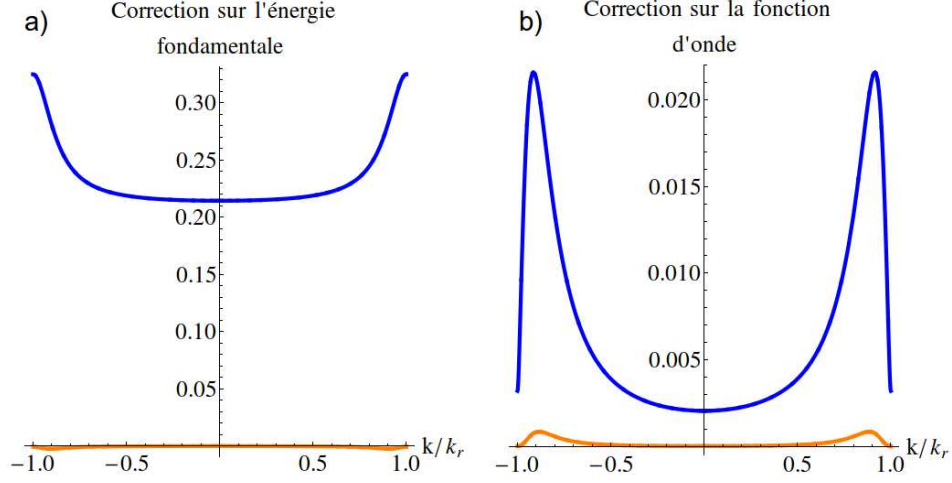 a)
Correction sur l'énergie
fondamentale
0.30
0.25
0.20
0.15
0.10
0.05
−1.0
−0.5
0.5
1.0
k/kr
b)
Correction sur la fonction
d'onde
0.020
0.015
0.010
0.005
−1.0
−0.5
0.5
1.0
k/kr